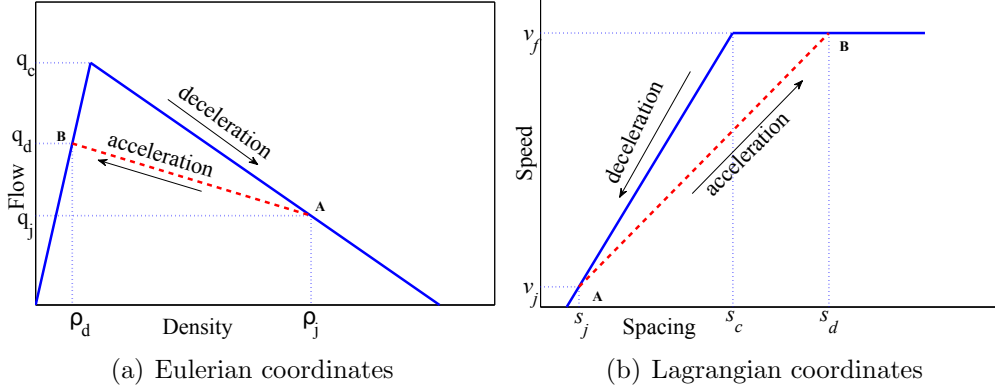 q_c
q_d
q_j
Flow
B
A
deceleration
acceleration
ρ_d
Density
ρ_j
(a) Eulerian coordinates
v_f
v_j
Speed
B
A
deceleration
acceleration
s_j
Spacing
s_c
s_d
(b) Lagrangian coordinates